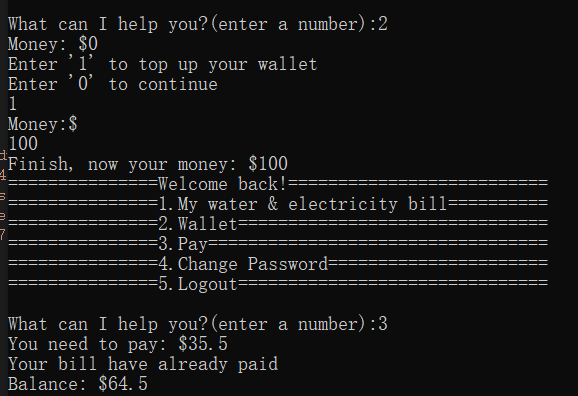 What can I help you?(enter a number):2
Money: $0
Enter '1' to top up your wallet
Enter '0' to continue
1
Money:$
100
Finish, now your money: $100
===============Welcome back!==========================
===============1.My water & electricity bill==========
===============2.Wallet===============================
===============3.Pay==================================
===============4.Change Password======================
===============5.Logout===============================
What can I help you?(enter a number):3
You need to pay: $35.5
Your bill have already paid
Balance: $64.5